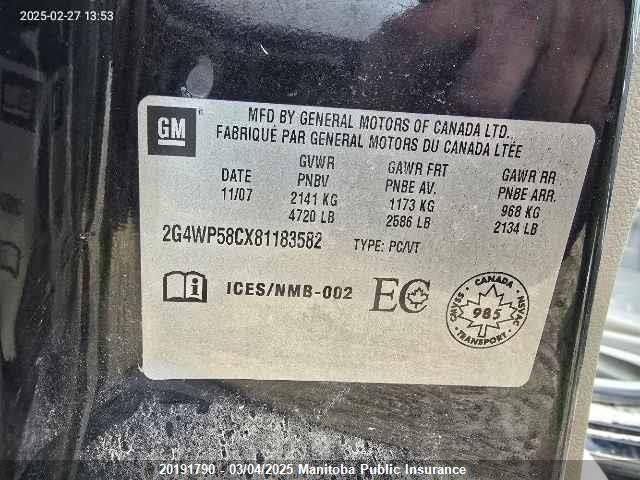 2025-02-27 13:53
GM
MFD BY GENERAL MOTORS OF CANADA LTD.
FABRIQUÉ PAR GENERAL MOTORS DU CANADA LTÉE
DATE GVWR GAWR FRT GAWR RR
PNBV PNBE AV. PNBE ARR.
11/07 2141 KG 1173 KG 968 KG
4720 LB 2586 LB 2134 LB
2G4WP58CX81183582 TYPE: PC/VT
ICES/NMB-002 EC
CANADA
CMVSS NSVAC
985
TRANSPORT
20191790 - 03/04/2025 Manitoba Public Insurance